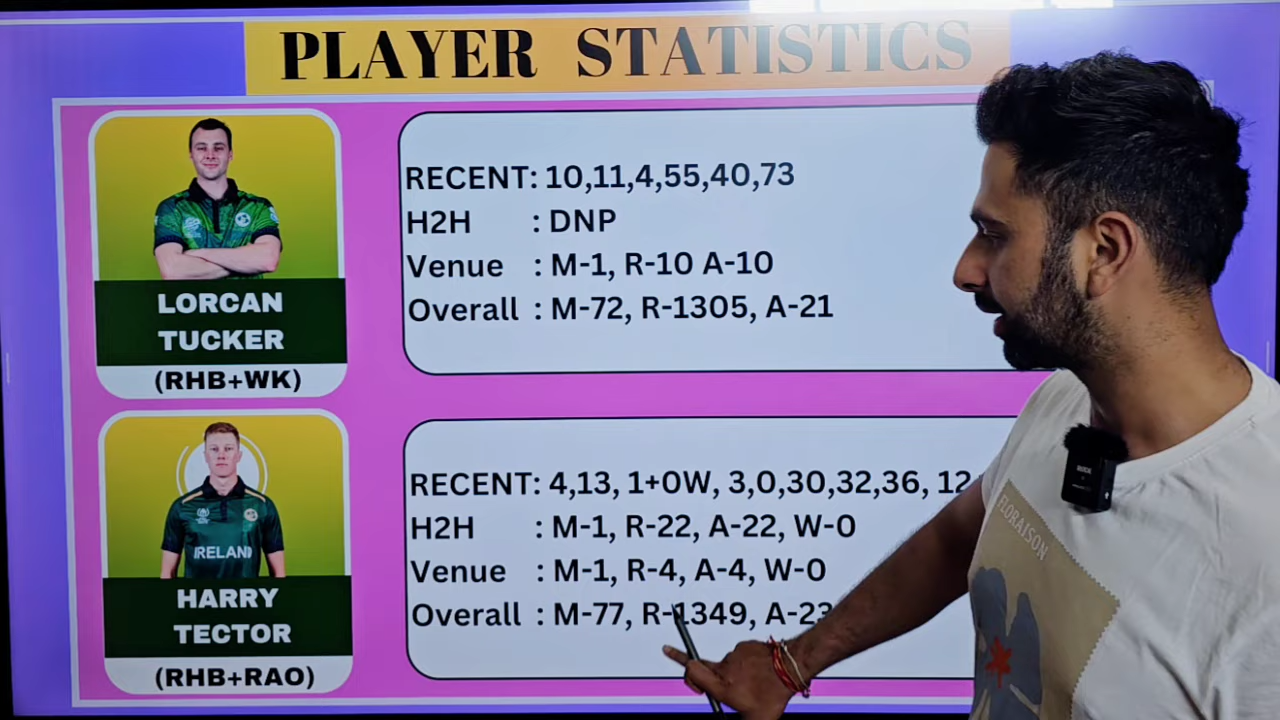 PLAYER STATISTICS
LORCAN
TUCKER
(RHB+WK)
RECENT: 10,11,4,55,40,73
H2H : DNP
Venue : M-1, R-10 A-10
Overall : M-72, R-1305, A-21
HARRY
TECTOR
(RHB+RAO)
IRELAND
RECENT: 4,13, 1+0W, 3,0,30,32,36, 12
H2H : M-1, R-22, A-22, W-0
Venue : M-1, R-4, A-4, W-0
Overall : M-77, R-1349, A-23
FLORAISON